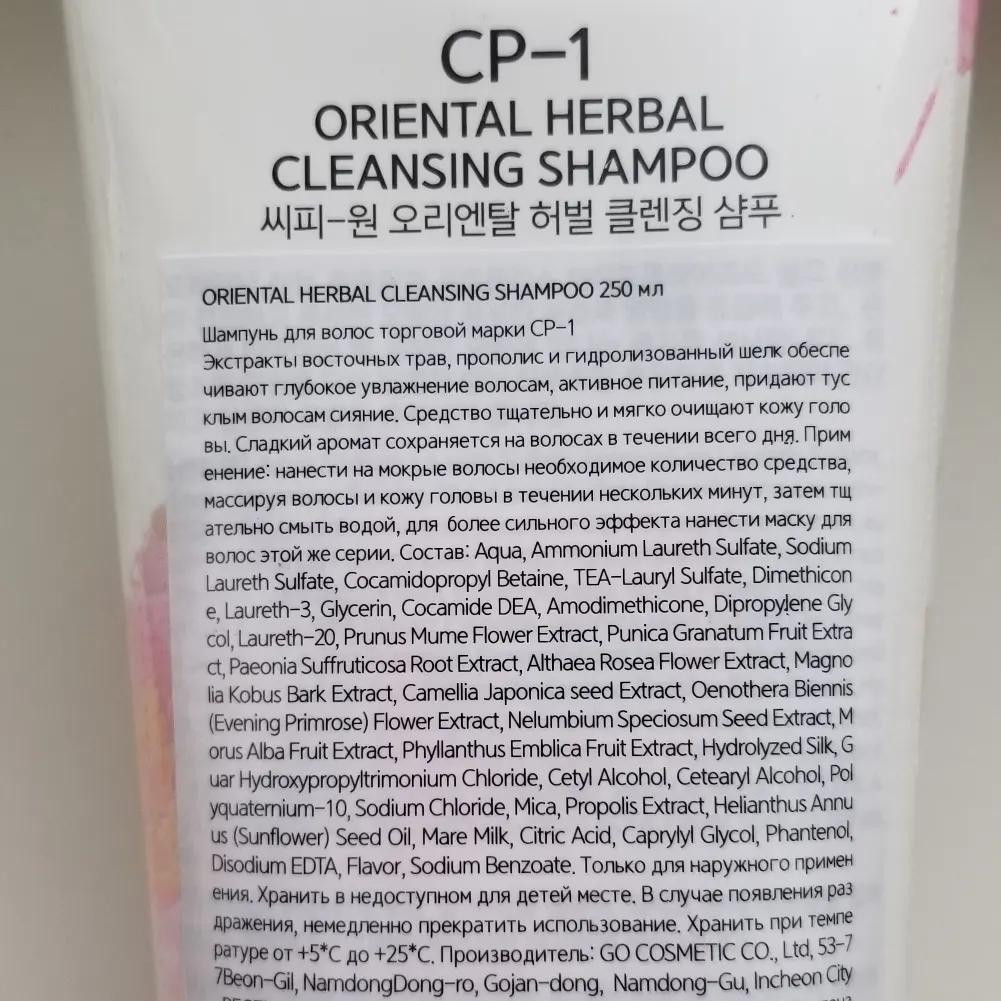 CP-1
ORIENTAL HERBAL
CLEANSING SHAMPOO
씨피-원 오리엔탈 허벌 클렌징 샴푸
ORIENTAL HERBAL CLEANSING SHAMPOO 250 мл
Шампунь для волос торговой марки CP-1
Экстракты восточных трав, прополис и гидролизованный шелк обеспе
чивают глубокое увлажнение волосам, активное питание, придают тус
клым волосам сияние. Средство тщательно и мягко очищают кожу голо
вы. Сладкий аромат сохраняется на волосах в течении всего дня. Прим
енение: нанести на мокрые волосы необходимое количество средства,
массируя волосы и кожу головы в течении нескольких минут, затем тщ
ательно смыть водой, для более сильного эффекта нанести маску для
волос этой же серии. Состав: Aqua, Ammonium Laureth Sulfate, Sodium
Laureth Sulfate, Cocamidopropyl Betaine, TEA-Lauryl Sulfate, Dimethicon
e, Laureth-3, Glycerin, Cocamide DEA, Amodimethicone, Dipropylene Gly
col, Laureth-20, Prunus Mume Flower Extract, Punica Granatum Fruit Extra
ct, Paeonia Suffruticosa Root Extract, Althaea Rosea Flower Extract, Magno
lia Kobus Bark Extract, Camellia Japonica seed Extract, Oenothera Biennis
(Evening Primrose) Flower Extract, Nelumbium Speciosum Seed Extract, M
orus Alba Fruit Extract, Phyllanthus Emblica Fruit Extract, Hydrolyzed Silk, G
uar Hydroxypropyltrimonium Chloride, Cetyl Alcohol, Cetearyl Alcohol, Pol
yquaternium-10, Sodium Chloride, Mica, Propolis Extract, Helianthus Annu
us (Sunflower) Seed Oil, Mare Milk, Citric Acid, Caprylyl Glycol, Phantenol,
Disodium EDTA, Flavor, Sodium Benzoate. Только для наружного примен
ения. Хранить в недоступном для детей месте. В случае появления раз
дражения, немедленно прекратить использование. Хранить при темпе
ратуре от +5*C до +25*C. Производитель: GO COSMETIC CO., Ltd, 53-7
7Beon-Gil, NamdongDong-ro, Gojan-dong, Namdong-Gu, Incheon City